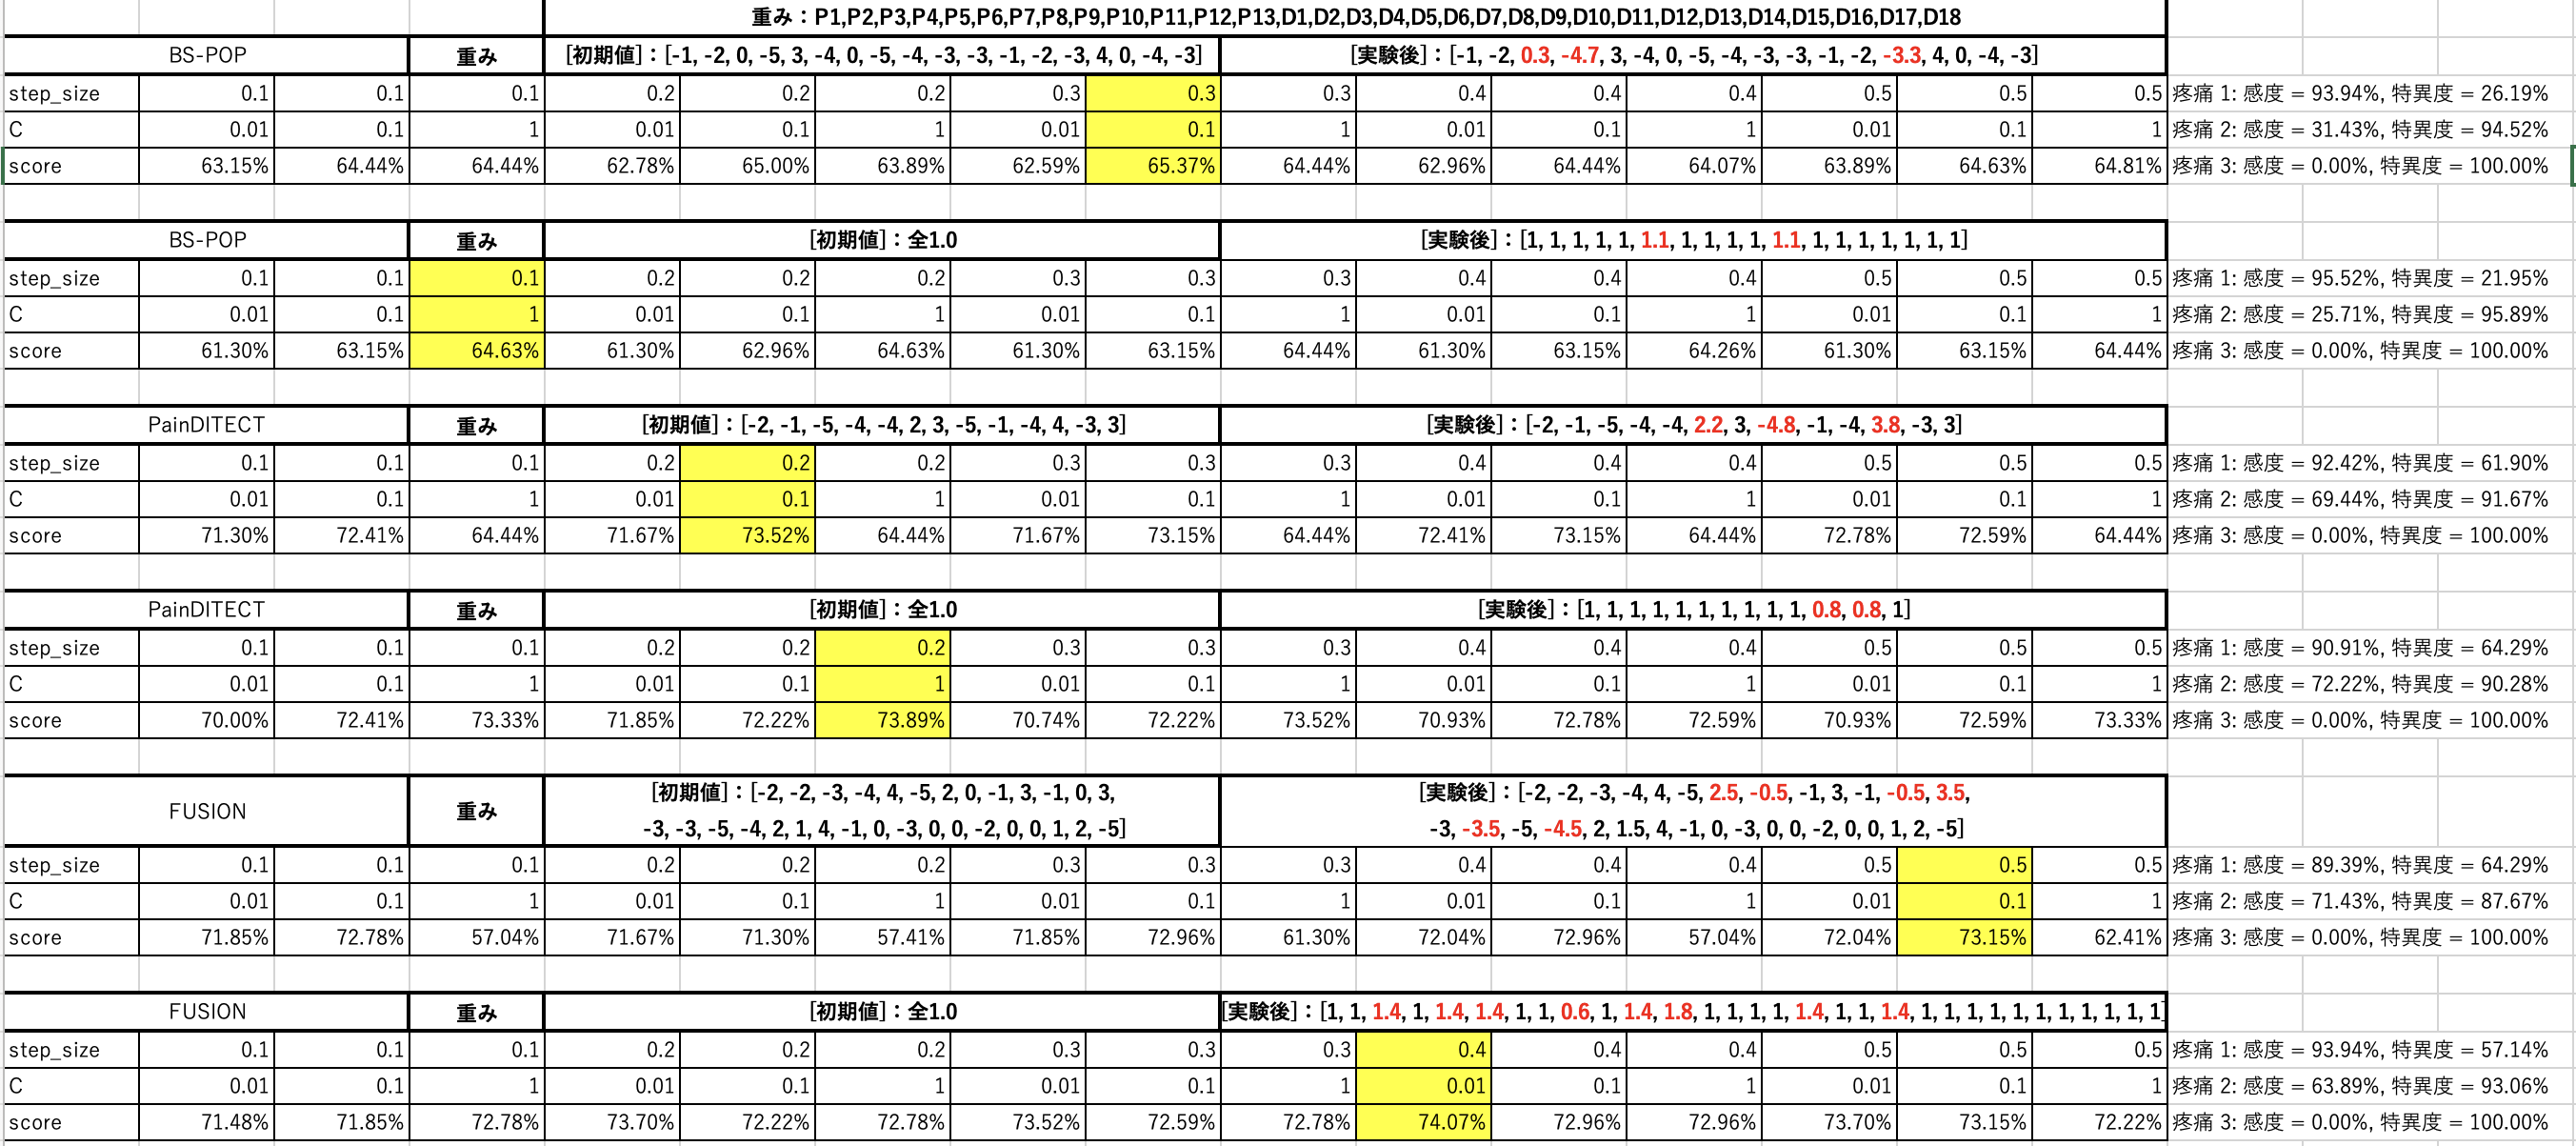 重み：P1,P2,P3,P4,P5,P6,P7,P8,P9,P10,P11,P12,P13,D1,D2,D3,D4,D5,D6,D7,D8,D9,D10,D11,D12,D13,D14,D15,D16,D17,D18
BS-POP 重み [初期値]：[-1, -2, 0, -5, 3, -4, 0, -5, -4, -3, -3, -1, -2, -3, 4, 0, -4, -3] [実験後]：[-1, -2, 0.3, -4.7, 3, -4, 0, -5, -4, -3, -3, -1, -2, -3.3, 4, 0, -4, -3]
step_size 0.1 0.1 0.1 0.2 0.2 0.2 0.3 0.3 0.3 0.4 0.4 0.4 0.5 0.5 0.5 疼痛 1: 感度 = 93.94%, 特異度 = 26.19%
C 0.01 0.1 1 0.01 0.1 1 0.01 0.1 1 0.01 0.1 1 0.01 0.1 1 疼痛 2: 感度 = 31.43%, 特異度 = 94.52%
score 63.15% 64.44% 64.44% 62.78% 65.00% 63.89% 62.59% 65.37% 64.44% 62.96% 64.44% 64.07% 63.89% 64.63% 64.81% 疼痛 3: 感度 = 0.00%, 特異度 = 100.00%
BS-POP 重み [初期値]：全1.0 [実験後]：[1, 1, 1, 1, 1, 1.1, 1, 1, 1, 1, 1.1, 1, 1, 1, 1, 1, 1, 1]
step_size 0.1 0.1 0.1 0.2 0.2 0.2 0.3 0.3 0.3 0.4 0.4 0.4 0.5 0.5 0.5 疼痛 1: 感度 = 95.52%, 特異度 = 21.95%
C 0.01 0.1 1 0.01 0.1 1 0.01 0.1 1 0.01 0.1 1 0.01 0.1 1 疼痛 2: 感度 = 25.71%, 特異度 = 95.89%
score 61.30% 63.15% 64.63% 61.30% 62.96% 64.63% 61.30% 63.15% 64.44% 61.30% 63.15% 64.26% 61.30% 63.15% 64.44% 疼痛 3: 感度 = 0.00%, 特異度 = 100.00%
PainDITECT 重み [初期値]：[-2, -1, -5, -4, -4, 2, 3, -5, -1, -4, 4, -3, 3] [実験後]：[-2, -1, -5, -4, -4, 2.2, 3, -4.8, -1, -4, 3.8, -3, 3]
step_size 0.1 0.1 0.1 0.2 0.2 0.2 0.3 0.3 0.3 0.4 0.4 0.4 0.5 0.5 0.5 疼痛 1: 感度 = 92.42%, 特異度 = 61.90%
C 0.01 0.1 1 0.01 0.1 1 0.01 0.1 1 0.01 0.1 1 0.01 0.1 1 疼痛 2: 感度 = 69.44%, 特異度 = 91.67%
score 71.30% 72.41% 64.44% 71.67% 73.52% 64.44% 71.67% 73.15% 64.44% 72.41% 73.15% 64.44% 72.78% 72.59% 64.44% 疼痛 3: 感度 = 0.00%, 特異度 = 100.00%
PainDITECT 重み [初期値]：全1.0 [実験後]：[1, 1, 1, 1, 1, 1, 1, 1, 1, 1, 0.8, 0.8, 1]
step_size 0.1 0.1 0.1 0.2 0.2 0.2 0.3 0.3 0.3 0.4 0.4 0.4 0.5 0.5 0.5 疼痛 1: 感度 = 90.91%, 特異度 = 64.29%
C 0.01 0.1 1 0.01 0.1 1 0.01 0.1 1 0.01 0.1 1 0.01 0.1 1 疼痛 2: 感度 = 72.22%, 特異度 = 90.28%
score 70.00% 72.41% 73.33% 71.85% 72.22% 73.89% 70.74% 72.22% 73.52% 70.93% 72.78% 72.59% 70.93% 72.59% 73.33% 疼痛 3: 感度 = 0.00%, 特異度 = 100.00%
FUSION 重み [初期値]：[-2, -2, -3, -4, 4, -5, 2, 0, -1, 3, -1, 0, 3, [実験後]：[-2, -2, -3, -4, 4, -5, 2.5, -0.5, -1, 3, -1, -0.5, 3.5,
-3, -3, -5, -4, 2, 1, 4, -1, 0, -3, 0, 0, -2, 0, 0, 1, 2, -5] -3, -3.5, -5, -4.5, 2, 1.5, 4, -1, 0, -3, 0, 0, -2, 0, 0, 1, 2, -5]
step_size 0.1 0.1 0.1 0.2 0.2 0.2 0.3 0.3 0.3 0.4 0.4 0.4 0.5 0.5 0.5 疼痛 1: 感度 = 89.39%, 特異度 = 64.29%
C 0.01 0.1 1 0.01 0.1 1 0.01 0.1 1 0.01 0.1 1 0.01 0.1 1 疼痛 2: 感度 = 71.43%, 特異度 = 87.67%
score 71.85% 72.78% 57.04% 71.67% 71.30% 57.41% 71.85% 72.96% 61.30% 72.04% 72.96% 57.04% 72.04% 73.15% 62.41% 疼痛 3: 感度 = 0.00%, 特異度 = 100.00%
FUSION 重み [初期値]：全1.0 [実験後]：[1, 1, 1.4, 1, 1.4, 1.4, 1, 1, 0.6, 1, 1.4, 1.8, 1, 1, 1, 1, 1.4, 1, 1, 1.4, 1, 1, 1, 1, 1, 1, 1, 1, 1, 1, 1]
step_size 0.1 0.1 0.1 0.2 0.2 0.2 0.3 0.3 0.3 0.4 0.4 0.4 0.5 0.5 0.5 疼痛 1: 感度 = 93.94%, 特異度 = 57.14%
C 0.01 0.1 1 0.01 0.1 1 0.01 0.1 1 0.01 0.1 1 0.01 0.1 1 疼痛 2: 感度 = 63.89%, 特異度 = 93.06%
score 71.48% 71.85% 72.78% 73.70% 72.22% 72.78% 73.52% 72.59% 72.78% 74.07% 72.96% 72.96% 73.70% 73.15% 72.22% 疼痛 3: 感度 = 0.00%, 特異度 = 100.00%